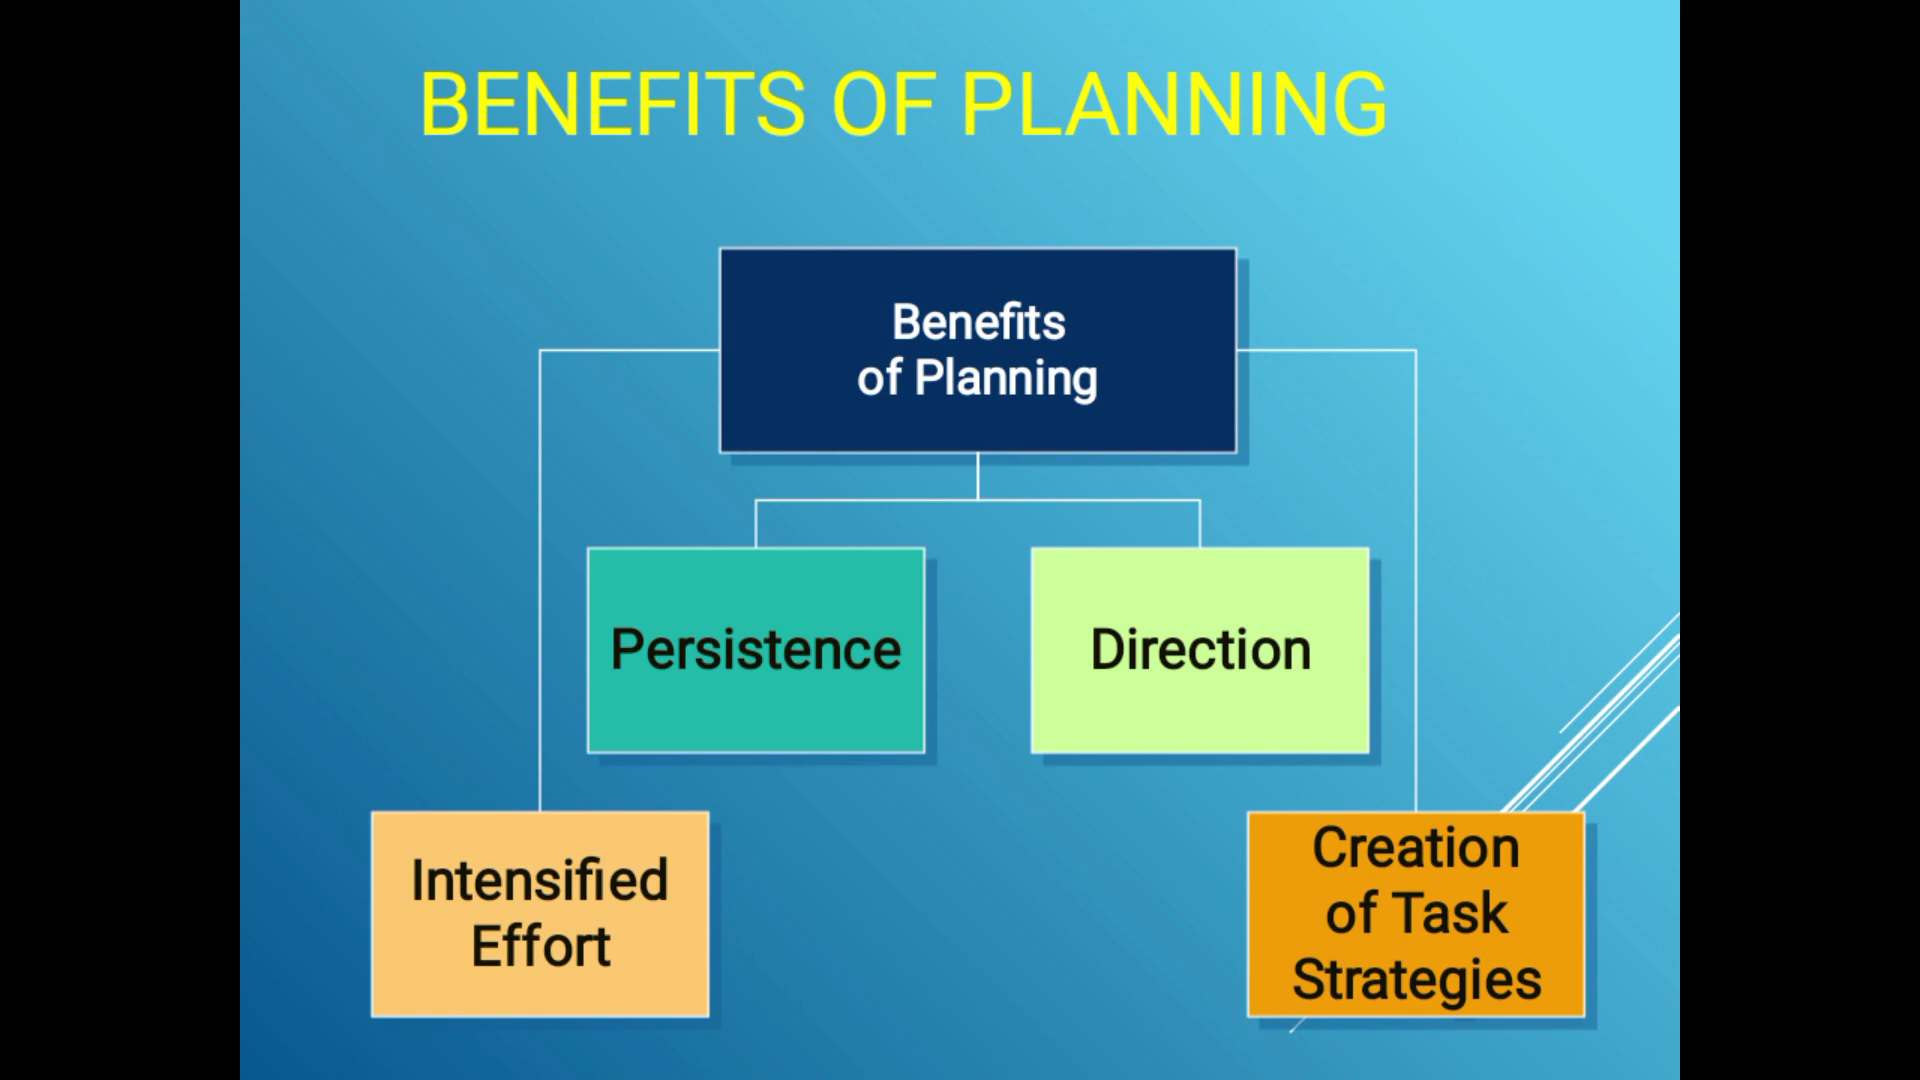 BENEFITS OF PLANNING
Benefits
of Planning
Persistence
Direction
Intensified
Effort
Creation
of Task
Strategies